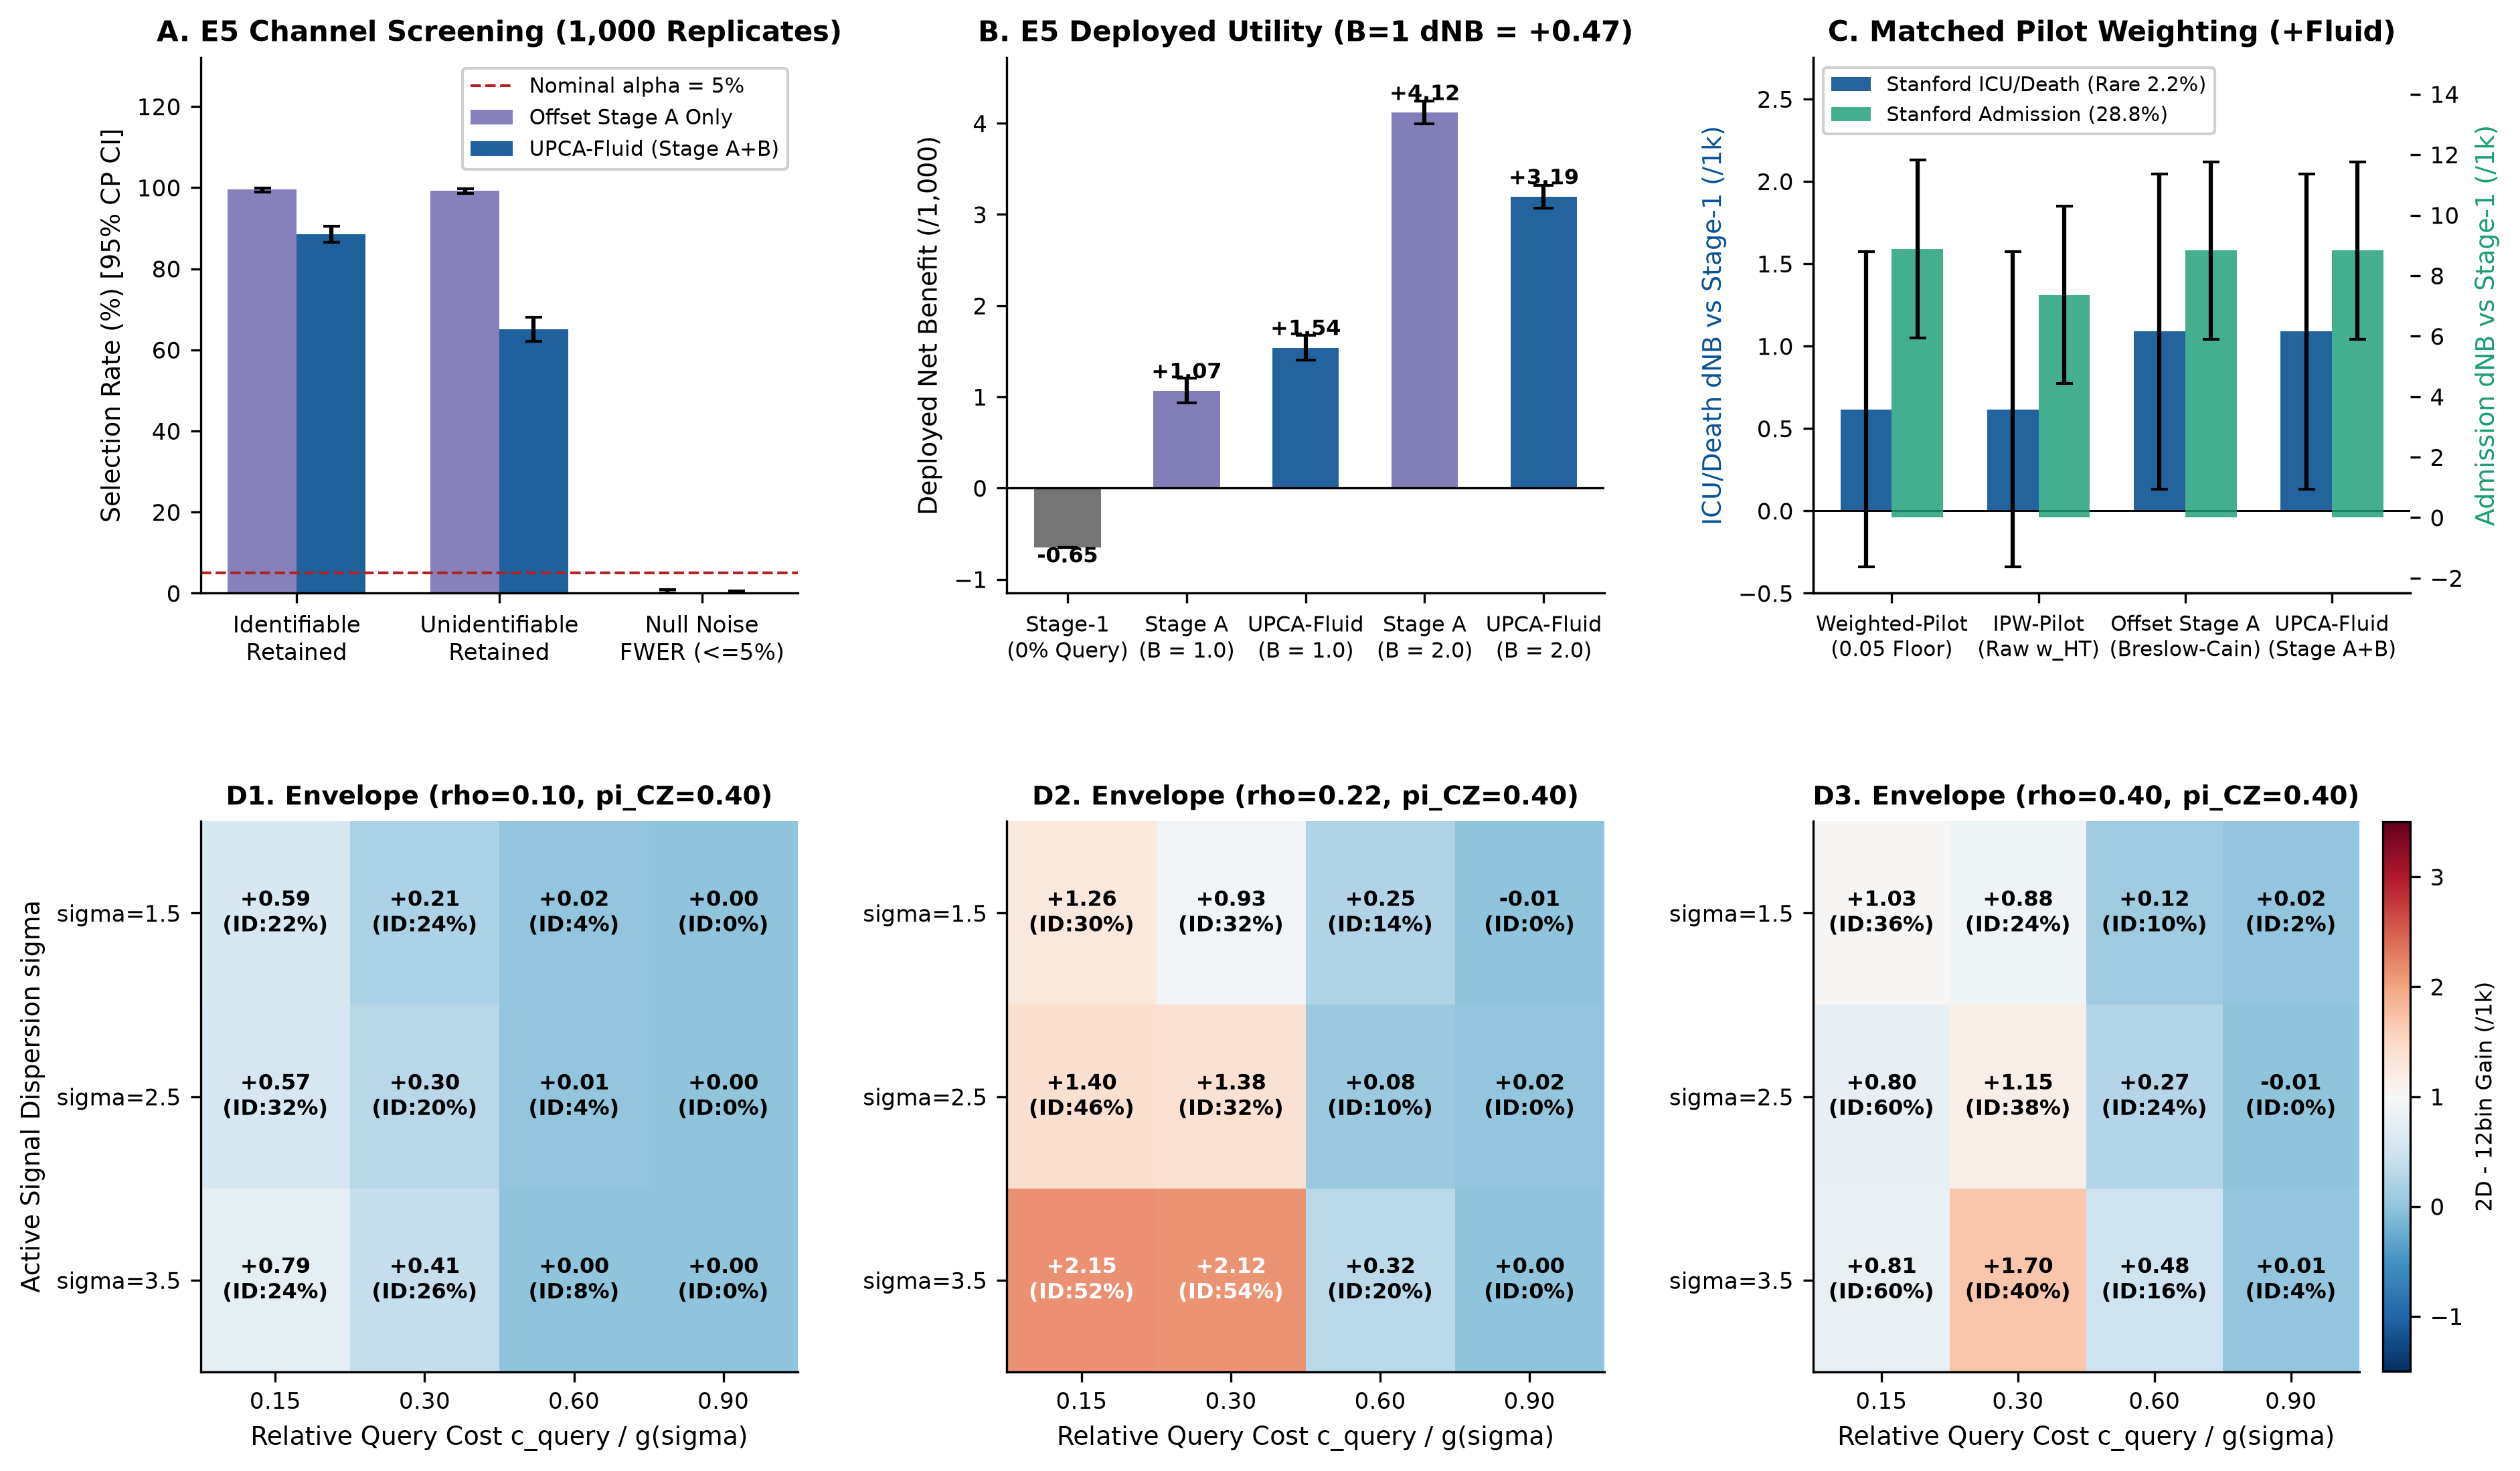 A. E5 Channel Screening (1,000 Replicates)
Selection Rate (%) [95% CP CI]
120
100
80
60
40
20
0
Nominal alpha = 5%
Offset Stage A Only
UPCA-Fluid (Stage A+B)
Identifiable
Retained
Unidentifiable
Retained
Null Noise
FWER (<=5%)
B. E5 Deployed Utility (B=1 dNB = +0.47)
Deployed Net Benefit (/1,000)
4
3
2
1
0
−1
-0.65
+1.07
+1.54
+4.12
+3.19
Stage-1
(0% Query)
Stage A
(B = 1.0)
UPCA-Fluid
(B = 1.0)
Stage A
(B = 2.0)
UPCA-Fluid
(B = 2.0)
C. Matched Pilot Weighting (+Fluid)
ICU/Death dNB vs Stage-1 (/1k)
2.5
2.0
1.5
1.0
0.5
0.0
−0.5
Stanford ICU/Death (Rare 2.2%)
Stanford Admission (28.8%)
14
12
10
8
6
4
2
0
−2
Admission dNB vs Stage-1 (/1k)
Weighted-Pilot
(0.05 Floor)
IPW-Pilot
(Raw w_HT)
Offset Stage A
(Breslow-Cain)
UPCA-Fluid
(Stage A+B)
D1. Envelope (rho=0.10, pi_CZ=0.40)
Active Signal Dispersion sigma
sigma=1.5
+0.59
(ID:22%)
+0.21
(ID:24%)
+0.02
(ID:4%)
+0.00
(ID:0%)
sigma=2.5
+0.57
(ID:32%)
+0.30
(ID:20%)
+0.01
(ID:4%)
+0.00
(ID:0%)
sigma=3.5
+0.79
(ID:24%)
+0.41
(ID:26%)
+0.00
(ID:8%)
+0.00
(ID:0%)
0.15
0.30
0.60
0.90
Relative Query Cost c_query / g(sigma)
D2. Envelope (rho=0.22, pi_CZ=0.40)
sigma=1.5
+1.26
(ID:30%)
+0.93
(ID:32%)
+0.25
(ID:14%)
-0.01
(ID:0%)
sigma=2.5
+1.40
(ID:46%)
+1.38
(ID:32%)
+0.08
(ID:10%)
+0.02
(ID:0%)
sigma=3.5
+2.15
(ID:52%)
+2.12
(ID:54%)
+0.32
(ID:20%)
+0.00
(ID:0%)
0.15
0.30
0.60
0.90
Relative Query Cost c_query / g(sigma)
D3. Envelope (rho=0.40, pi_CZ=0.40)
sigma=1.5
+1.03
(ID:36%)
+0.88
(ID:24%)
+0.12
(ID:10%)
+0.02
(ID:2%)
sigma=2.5
+0.80
(ID:60%)
+1.15
(ID:38%)
+0.27
(ID:24%)
-0.01
(ID:0%)
sigma=3.5
+0.81
(ID:60%)
+1.70
(ID:40%)
+0.48
(ID:16%)
+0.01
(ID:4%)
0.15
0.30
0.60
0.90
Relative Query Cost c_query / g(sigma)
3
2
1
0
−1
2D - 12bin Gain (/1k)